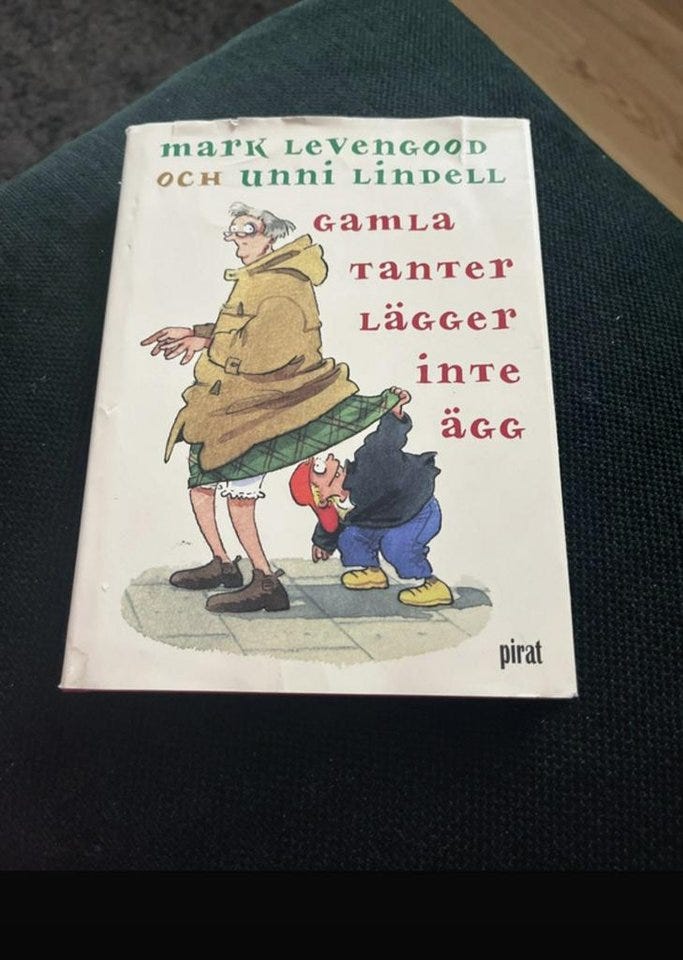 mark Levengood
och unni Lindell
gamla
tanter
lägger
inte
ägg
pirat